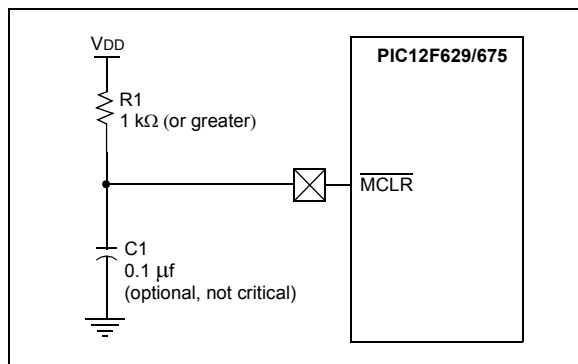 VDD
PIC12F629/675
R1
1 kΩ (or greater)
MCLR
C1
0.1 µf
(optional, not critical)